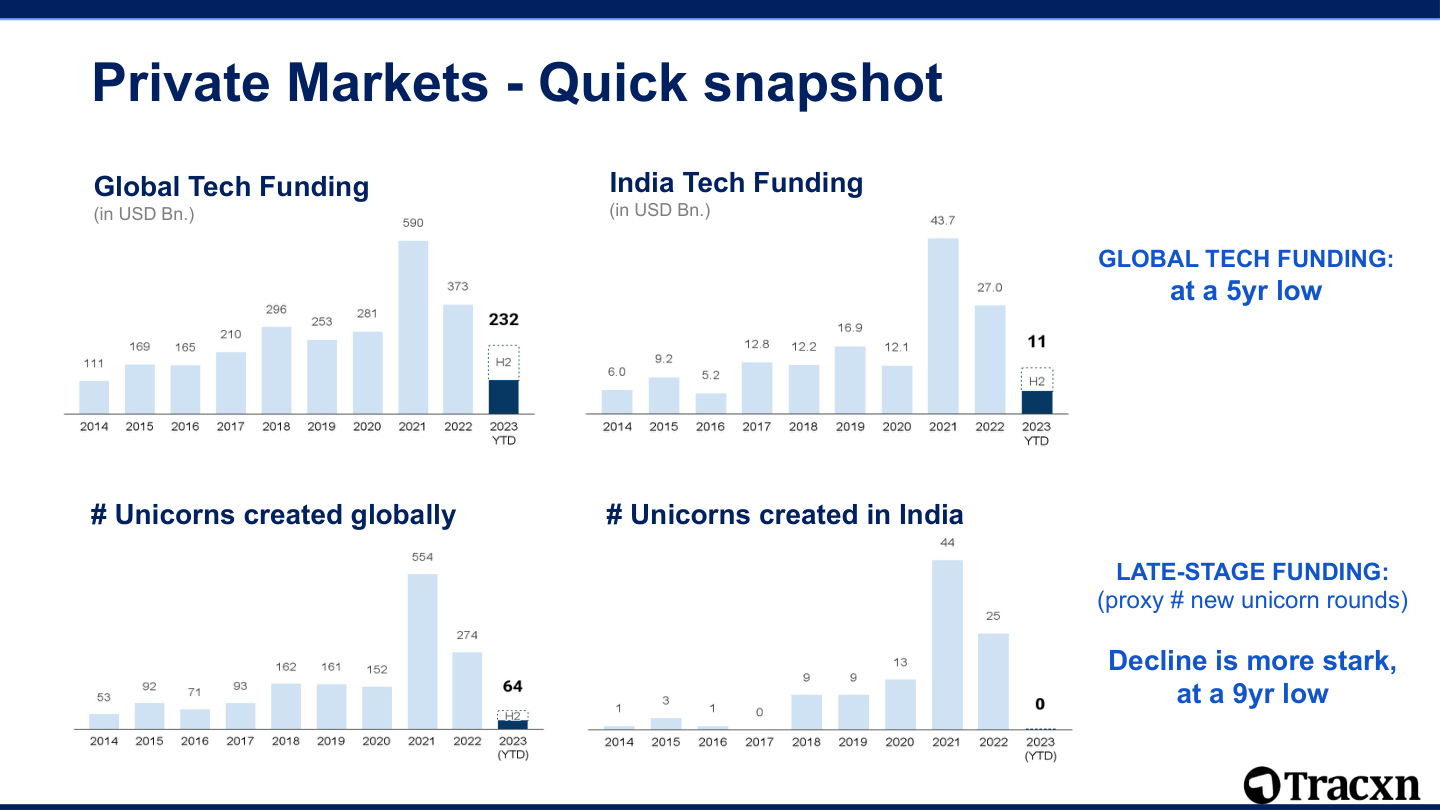 Private Markets - Quick snapshot
Global Tech Funding
(in USD Bn.)
111
169
165
210
296
253
281
590
373
232
H2
2014 2015 2016 2017 2018 2019 2020 2021 2022 2023
YTD
India Tech Funding
(in USD Bn.)
6.0
9.2
5.2
12.8
12.2
16.9
12.1
43.7
27.0
11
H2
2014 2015 2016 2017 2018 2019 2020 2021 2022 2023
YTD
GLOBAL TECH FUNDING:
at a 5yr low
# Unicorns created globally
53
92
71
93
162
161
152
554
274
64
H2
2014 2015 2016 2017 2018 2019 2020 2021 2022 2023
(YTD)
# Unicorns created in India
1
3
1
0
9
9
13
44
25
0
2014 2015 2016 2017 2018 2019 2020 2021 2022 2023
(YTD)
LATE-STAGE FUNDING:
(proxy # new unicorn rounds)
Decline is more stark,
at a 9yr low
Tracxn